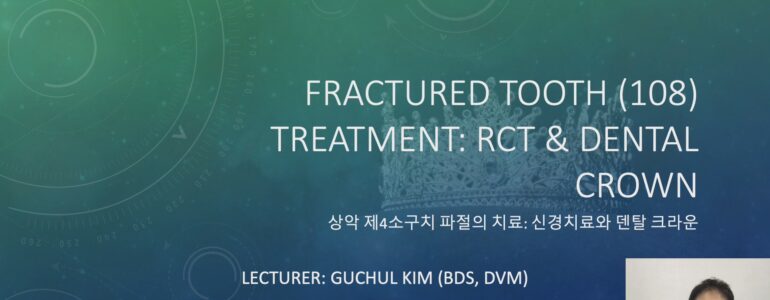 FRACTURED TOOTH (108)
TREATMENT: RCT & DENTAL
CROWN
상악 제4소구치 파절의 치료: 신경치료와 덴탈 크라운
LECTURER: GUCHUL KIM (BDS, DVM)